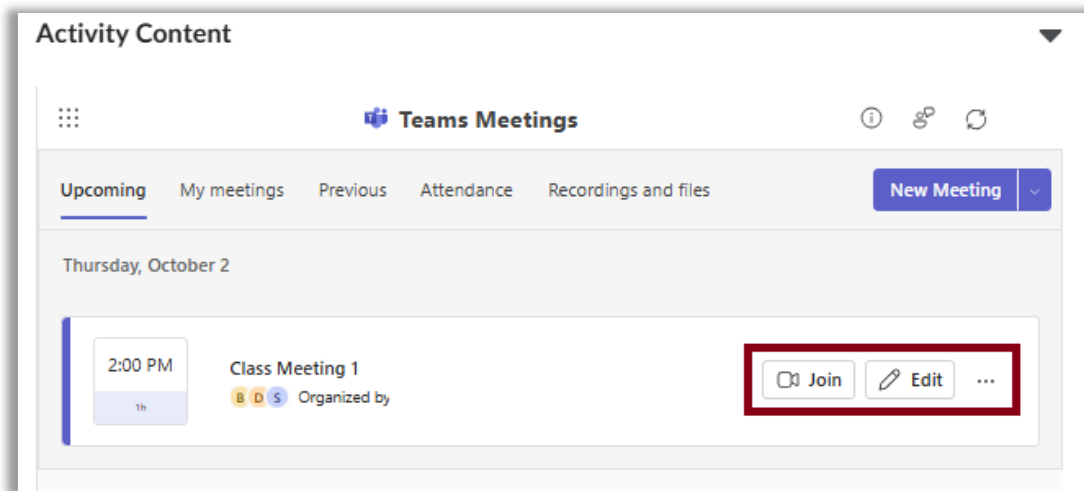 Activity Content
Teams Meetings
Upcoming My meetings Previous Attendance Recordings and files New Meeting
Thursday, October 2
2:00 PM
1h
Class Meeting 1
B D S Organized by
Join Edit ...